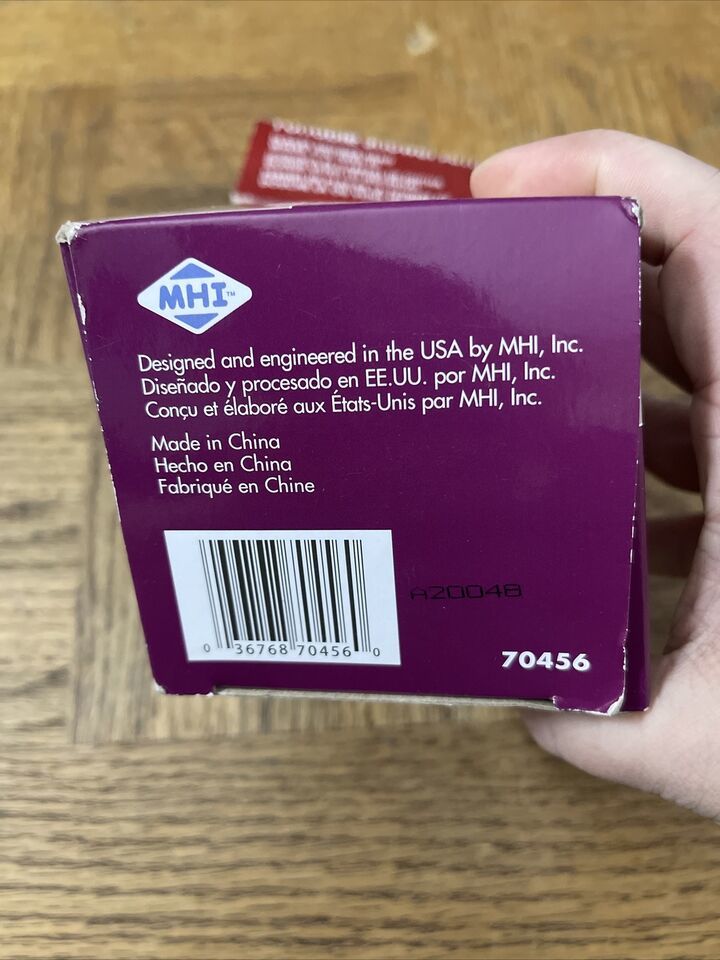 MHI™
Designed and engineered in the USA by MHI, Inc.
Diseñado y procesado en EE.UU. por MHI, Inc.
Conçu et élaboré aux États-Unis par MHI, Inc.
Made in China
Hecho en China
Fabriqué en Chine
A20048
0 36768 70456 0
70456